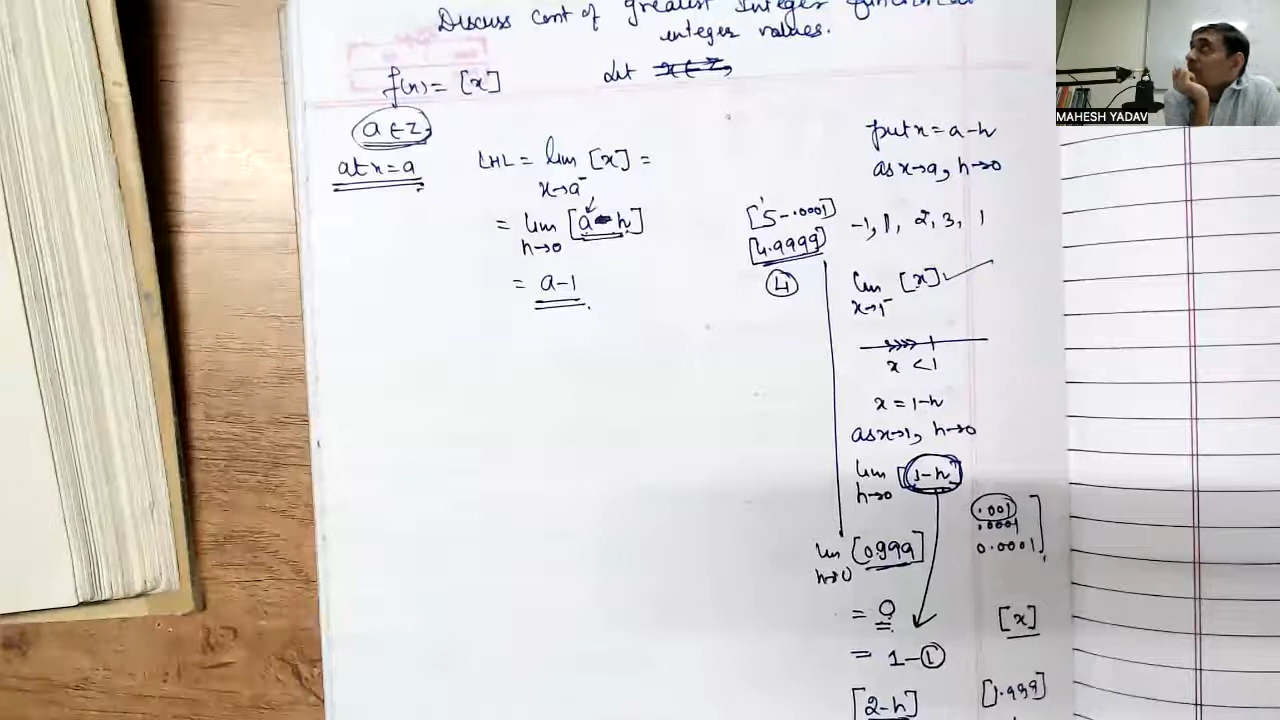 Discuss cont of greatest Integer function at
integer values.
f(x) = [x]
Let x ∈ Z,
a ∈ Z,
at x = a
LHL = lim [x] =
x→a⁻
= lim [a - h]
h→0
= a-1
put x = a-h
as x→a, h→0
[5-.0001]
[4.9999]
4
-1, 1, 2, 3, 1
lim [x]
x→1⁻
x < 1
x = 1-h
as x→1, h→0
lim [1-h]
h→0
.001
.0001
0.0001
lim [0.999]
h→0
= 0
= 1-1
[x]
[2-h]
[1.999]
MAHESH YADAV